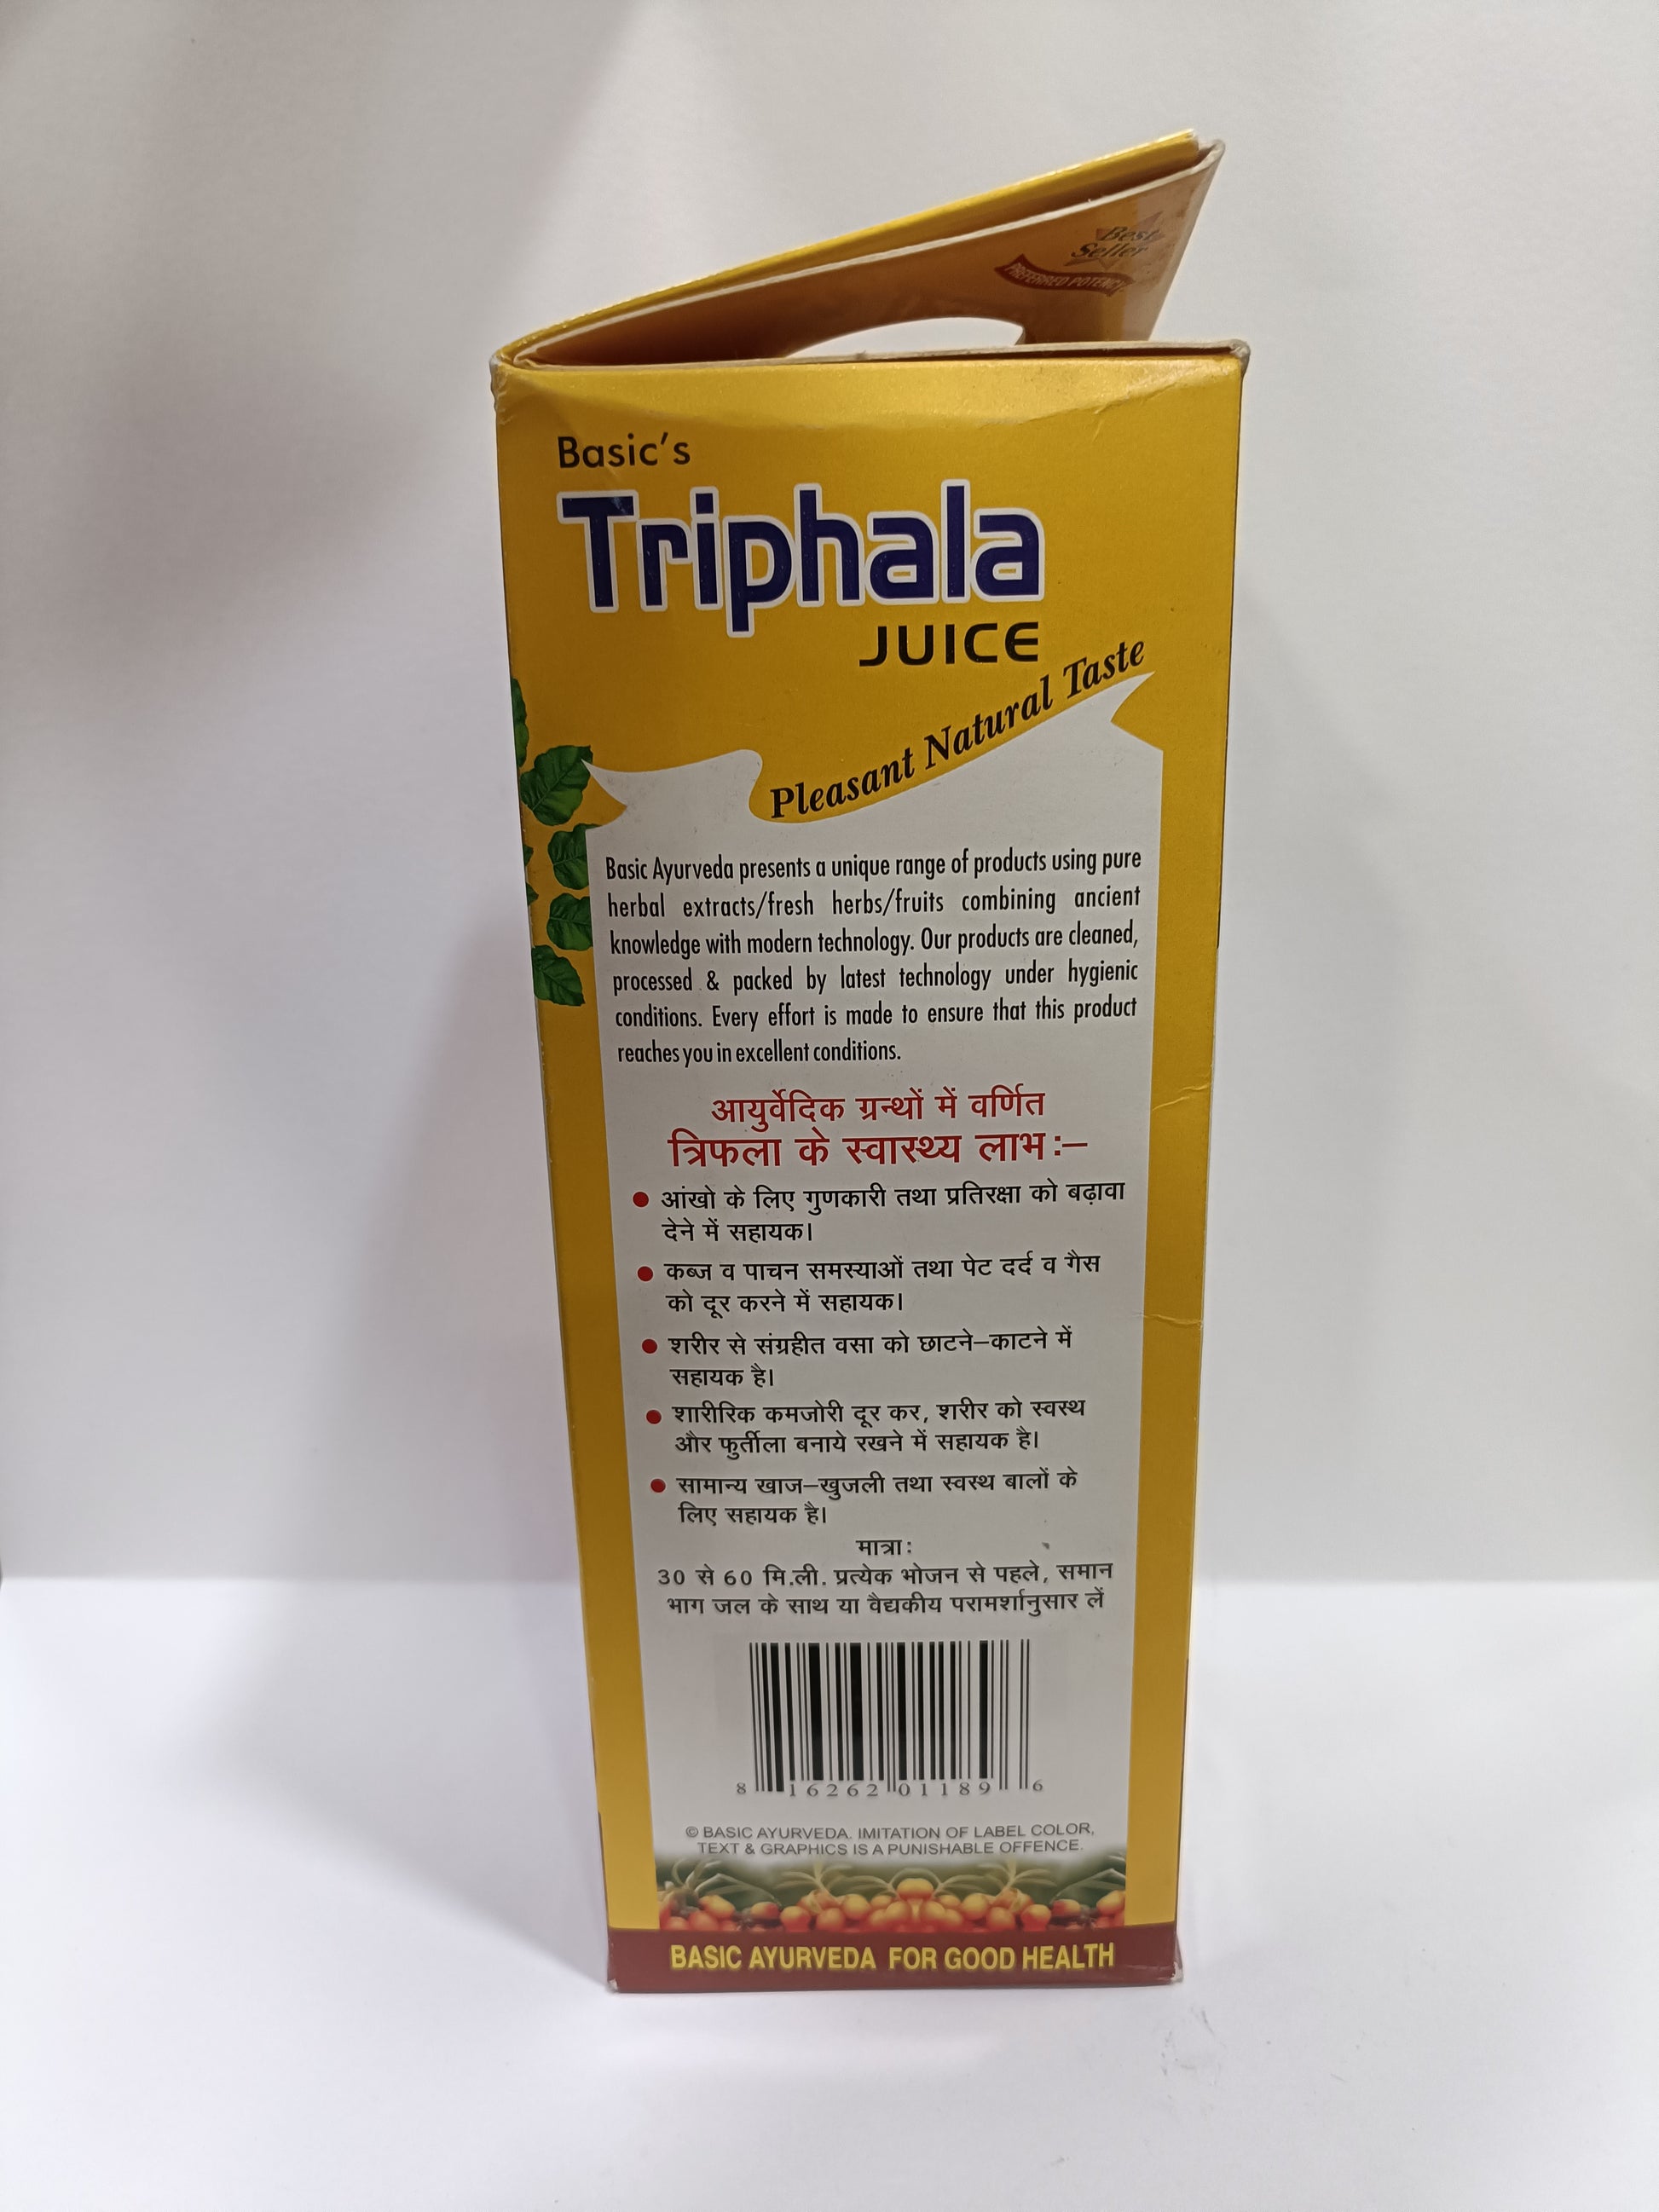 Best
Seller
PREFERRED POTENCY
Basic's
Triphala
JUICE
Pleasant Natural Taste
Basic Ayurveda presents a unique range of products using pure
herbal extracts/fresh herbs/fruits combining ancient
knowledge with modern technology. Our products are cleaned,
processed & packed by latest technology under hygienic
conditions. Every effort is made to ensure that this product
reaches you in excellent conditions.
आयुर्वेदिक ग्रन्थों में वर्णित
त्रिफला के स्वास्थ्य लाभ:–
● आंखो के लिए गुणकारी तथा प्रतिरक्षा को बढ़ावा
देने में सहायक।
● कब्ज व पाचन समस्याओं तथा पेट दर्द व गैस
को दूर करने में सहायक।
● शरीर से संग्रहीत वसा को छाटने–काटने में
सहायक है।
● शारीरिक कमजोरी दूर कर, शरीर को स्वस्थ
और फुर्तीला बनाये रखने में सहायक है।
● सामान्य खाज–खुजली तथा स्वस्थ बालों के
लिए सहायक है।
मात्रा:
30 से 60 मि.ली. प्रत्येक भोजन से पहले, समान
भाग जल के साथ या वैद्यकीय परामर्शानुसार लें
8 16262 01189 6
© BASIC AYURVEDA. IMITATION OF LABEL COLOR,
TEXT & GRAPHICS IS A PUNISHABLE OFFENCE.
BASIC AYURVEDA FOR GOOD HEALTH